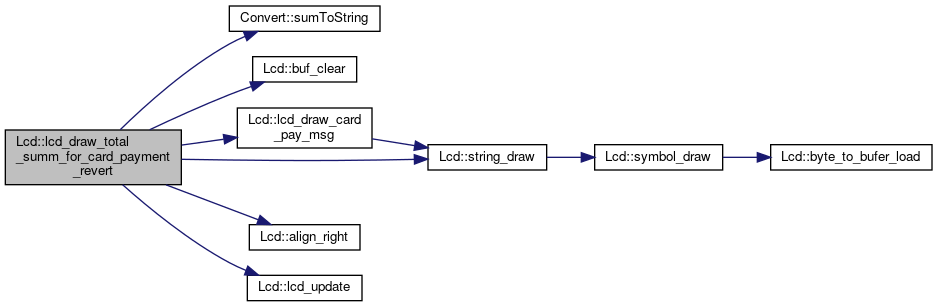 Convert::sumToString
Lcd::buf_clear
Lcd::lcd_draw_card
_pay_msg
Lcd::lcd_draw_total
_summ_for_card_payment
_revert
Lcd::string_draw
Lcd::symbol_draw
Lcd::byte_to_bufer_load
Lcd::align_right
Lcd::lcd_update